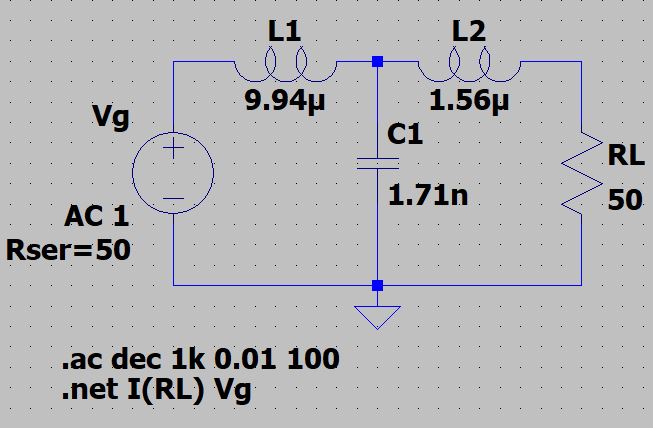 L1
L2
9.94µ
1.56µ
Vg
C1
RL
1.71n
50
AC 1
Rser=50
.ac dec 1k 0.01 100
.net I(RL) Vg